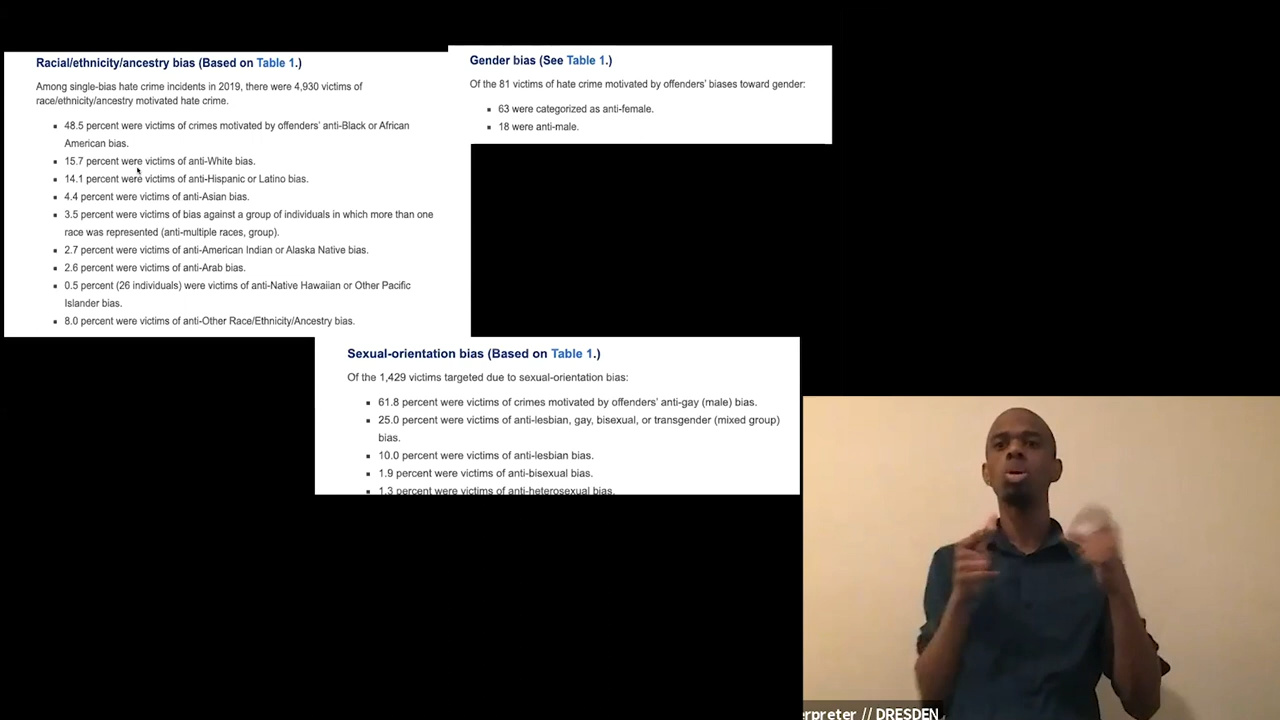 Racial/ethnicity/ancestry bias (Based on Table 1.)
Among single-bias hate crime incidents in 2019, there were 4,930 victims of
race/ethnicity/ancestry motivated hate crime.
48.5 percent were victims of crimes motivated by offenders' anti-Black or African
American bias.
15.7 percent were victims of anti-White bias.
14.1 percent were victims of anti-Hispanic or Latino bias.
4.4 percent were victims of anti-Asian bias.
3.5 percent were victims of bias against a group of individuals in which more than one
race was represented (anti-multiple races, group).
2.7 percent were victims of anti-American Indian or Alaska Native bias.
2.6 percent were victims of anti-Arab bias.
0.5 percent (26 individuals) were victims of anti-Native Hawaiian or Other Pacific
Islander bias.
8.0 percent were victims of anti-Other Race/Ethnicity/Ancestry bias.
Gender bias (See Table 1.)
Of the 81 victims of hate crime motivated by offenders' biases toward gender:
63 were categorized as anti-female.
18 were anti-male.
Sexual-orientation bias (Based on Table 1.)
Of the 1,429 victims targeted due to sexual-orientation bias:
61.8 percent were victims of crimes motivated by offenders' anti-gay (male) bias.
25.0 percent were victims of anti-lesbian, gay, bisexual, or transgender (mixed group)
bias.
10.0 percent were victims of anti-lesbian bias.
1.9 percent were victims of anti-bisexual bias.
1.3 percent were victims of anti-heterosexual bias.
erpreter // DRESDEN